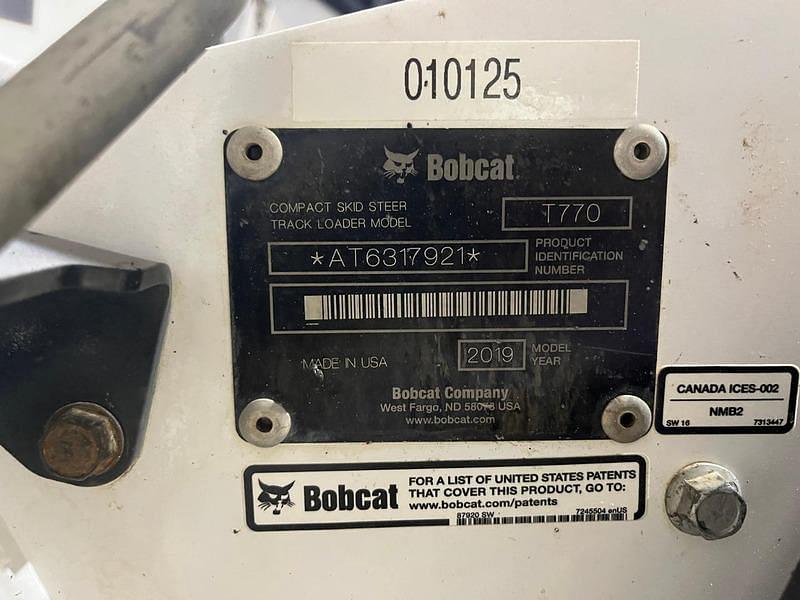 010125
Bobcat
COMPACT SKID STEER
TRACK LOADER MODEL
T770
*AT6317921*
PRODUCT
IDENTIFICATION
NUMBER
MADE IN USA
2019
MODEL
YEAR
Bobcat Company
West Fargo, ND 58078 USA
www.bobcat.com
CANADA ICES-002
NMB2
SW 16
7313447
Bobcat
FOR A LIST OF UNITED STATES PATENTS
THAT COVER THIS PRODUCT, GO TO:
www.bobcat.com/patents
87920 SW
7245504 enUS